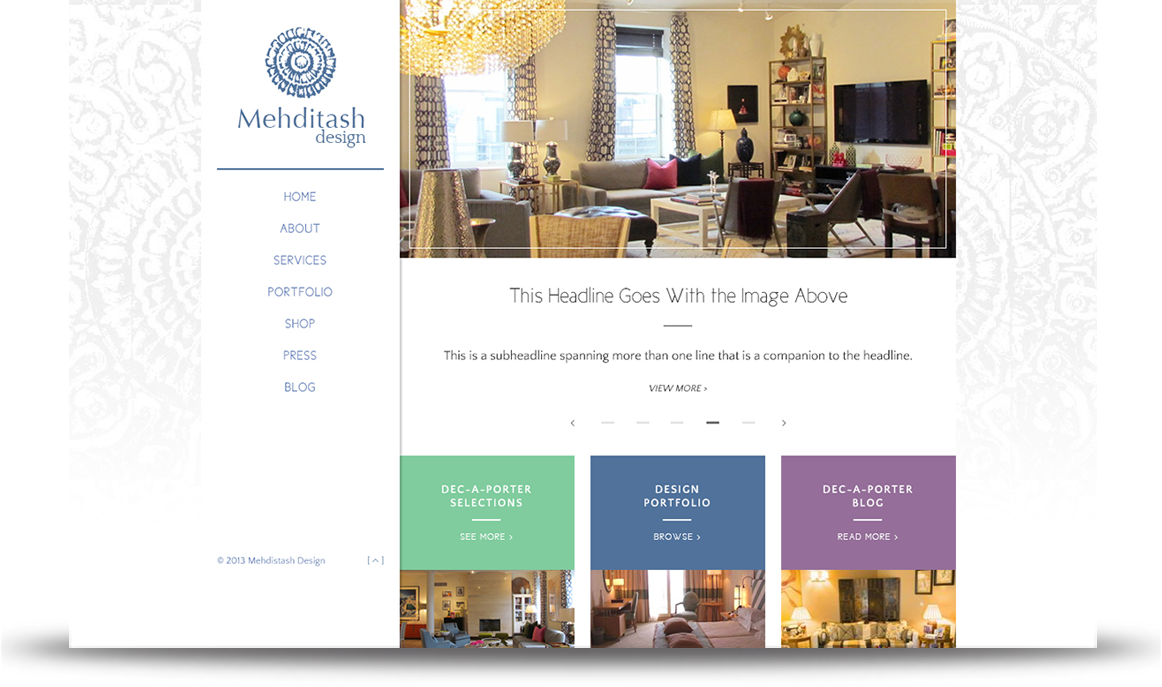 Mehditash
design
HOME
ABOUT
SERVICES
PORTFOLIO
SHOP
PRESS
BLOG
© 2013 Mehdistash Design [ ^ ]
This Headline Goes With the Image Above
This is a subheadline spanning more than one line that is a companion to the headline.
VIEW MORE >
DEC-A-PORTER
SELECTIONS
SEE MORE >
DESIGN
PORTFOLIO
BROWSE >
DEC-A-PORTER
BLOG
READ MORE >